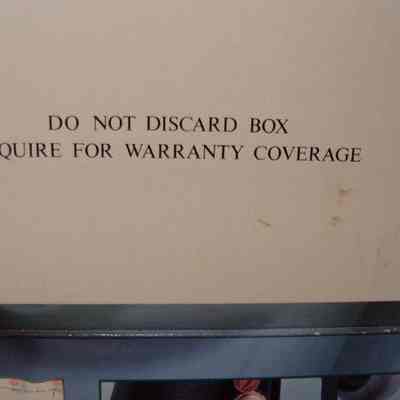 DO NOT DISCARD BOX
QUIRE FOR WARRANTY COVERAGE